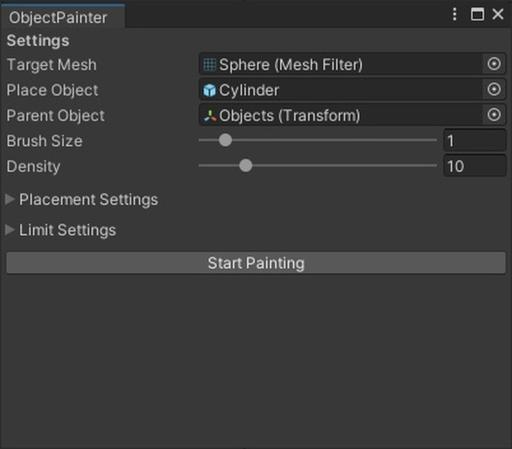 ObjectPainter
Settings
Target Mesh Sphere (Mesh Filter)
Place Object Cylinder
Parent Object Objects (Transform)
Brush Size 1
Density 10
Placement Settings
Limit Settings
Start Painting